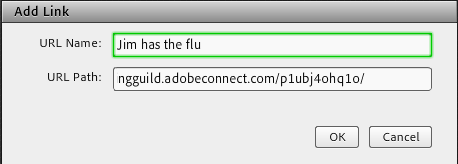 Add Link
URL Name: Jim has the flu
URL Path: ngguild.adobeconnect.com/p1ubj4ohq1o/
OK Cancel